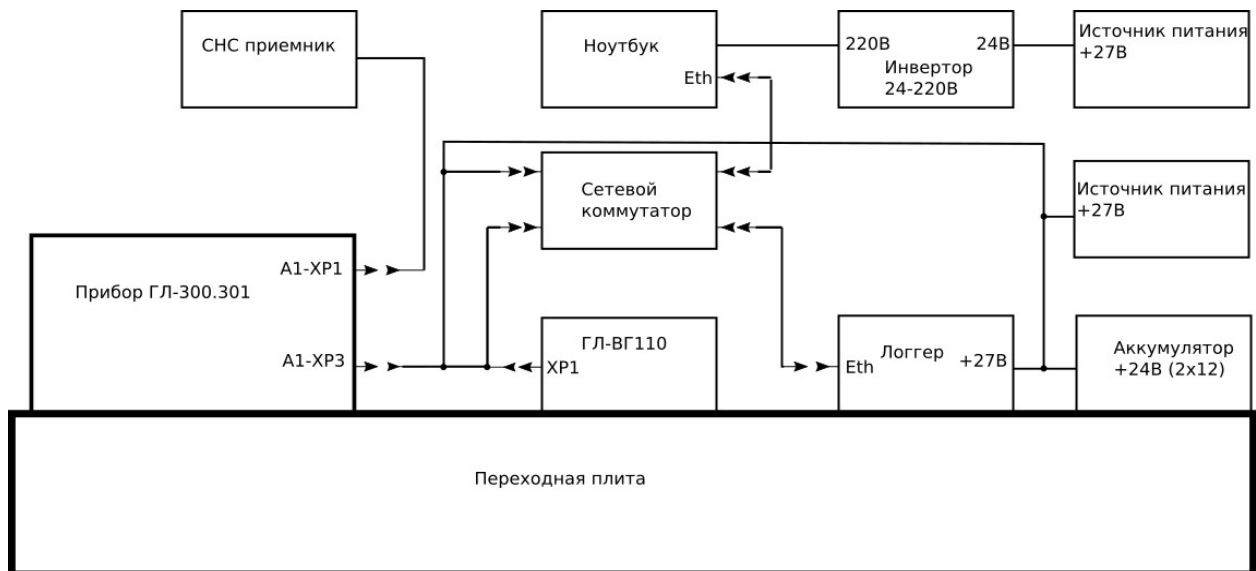 СНС приемник
Ноутбук
Eth
220В
24В
Инвертор
24-220В
Источник питания
+27В
Сетевой
коммутатор
Источник питания
+27В
А1-ХР1
Прибор ГЛ-300.301
А1-ХР3
ГЛ-ВГ110
ХР1
Логгер
+27В
Eth
Аккумулятор
+24В (2х12)
Переходная плита